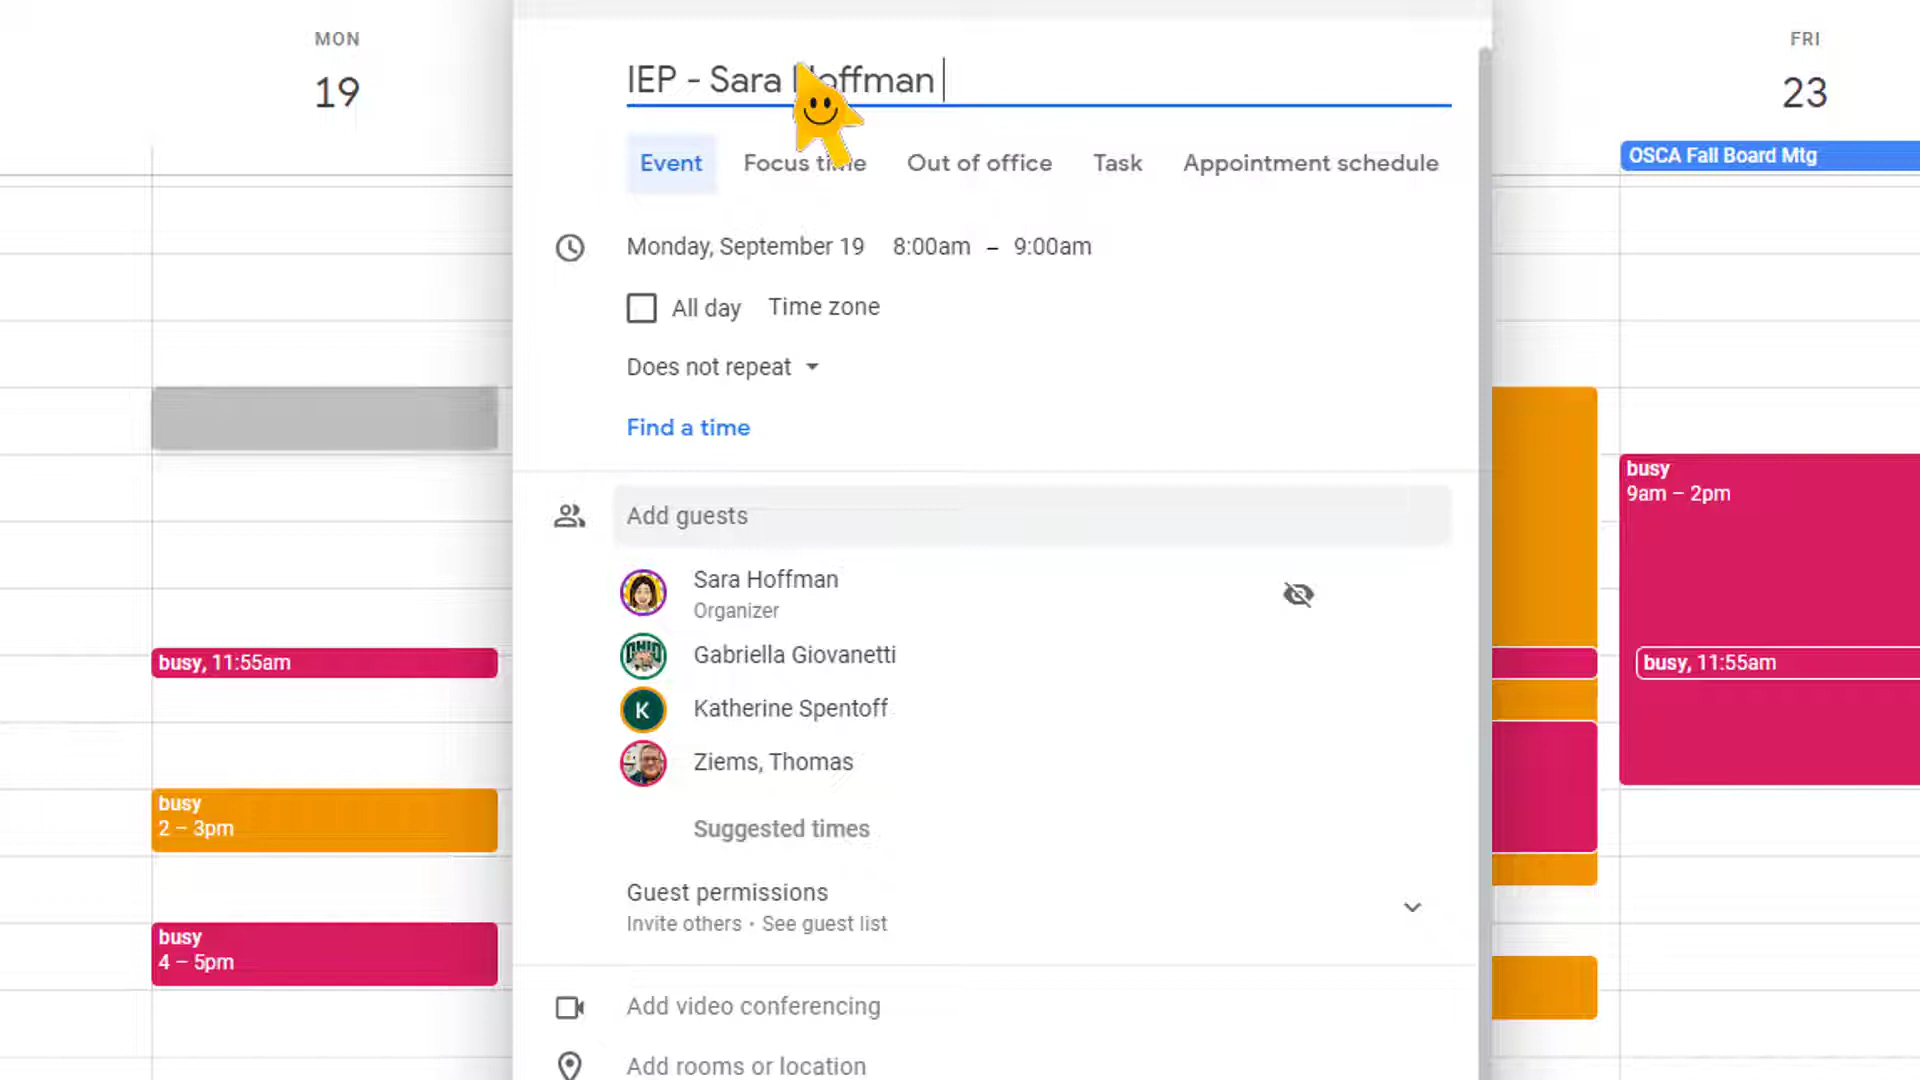 MON
19
busy, 11:55am
busy
2 – 3pm
busy
4 – 5pm
IEP - Sara Hoffman
Event Focus time Out of office Task Appointment schedule
Monday, September 19 8:00am – 9:00am
All day Time zone
Does not repeat
Find a time
Add guests
Sara Hoffman
Organizer
OHIO
Gabriella Giovanetti
K
Katherine Spentoff
Ziems, Thomas
Suggested times
Guest permissions
Invite others • See guest list
Add video conferencing
Add rooms or location
FRI
23
OSCA Fall Board Mtg
busy
9am – 2pm
busy, 11:55am